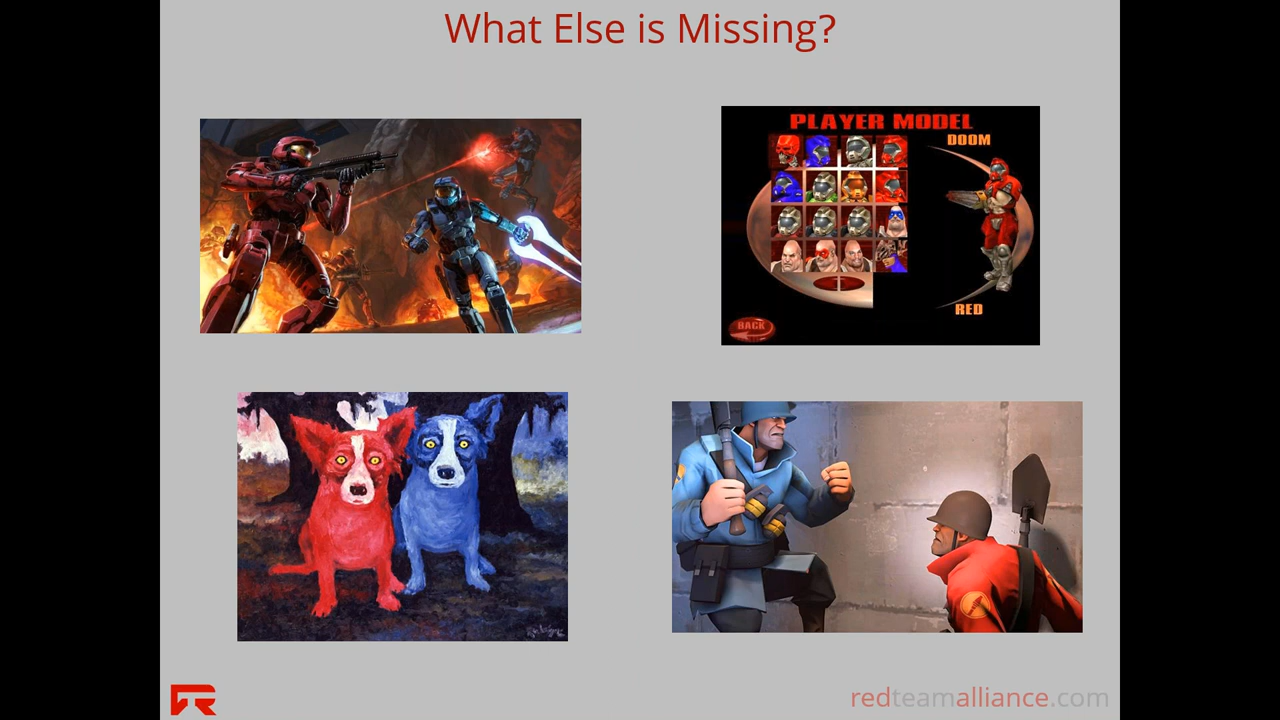 What Else is Missing?
PLAYER MODEL
DOOM
RED
BACK
redteamalliance.com